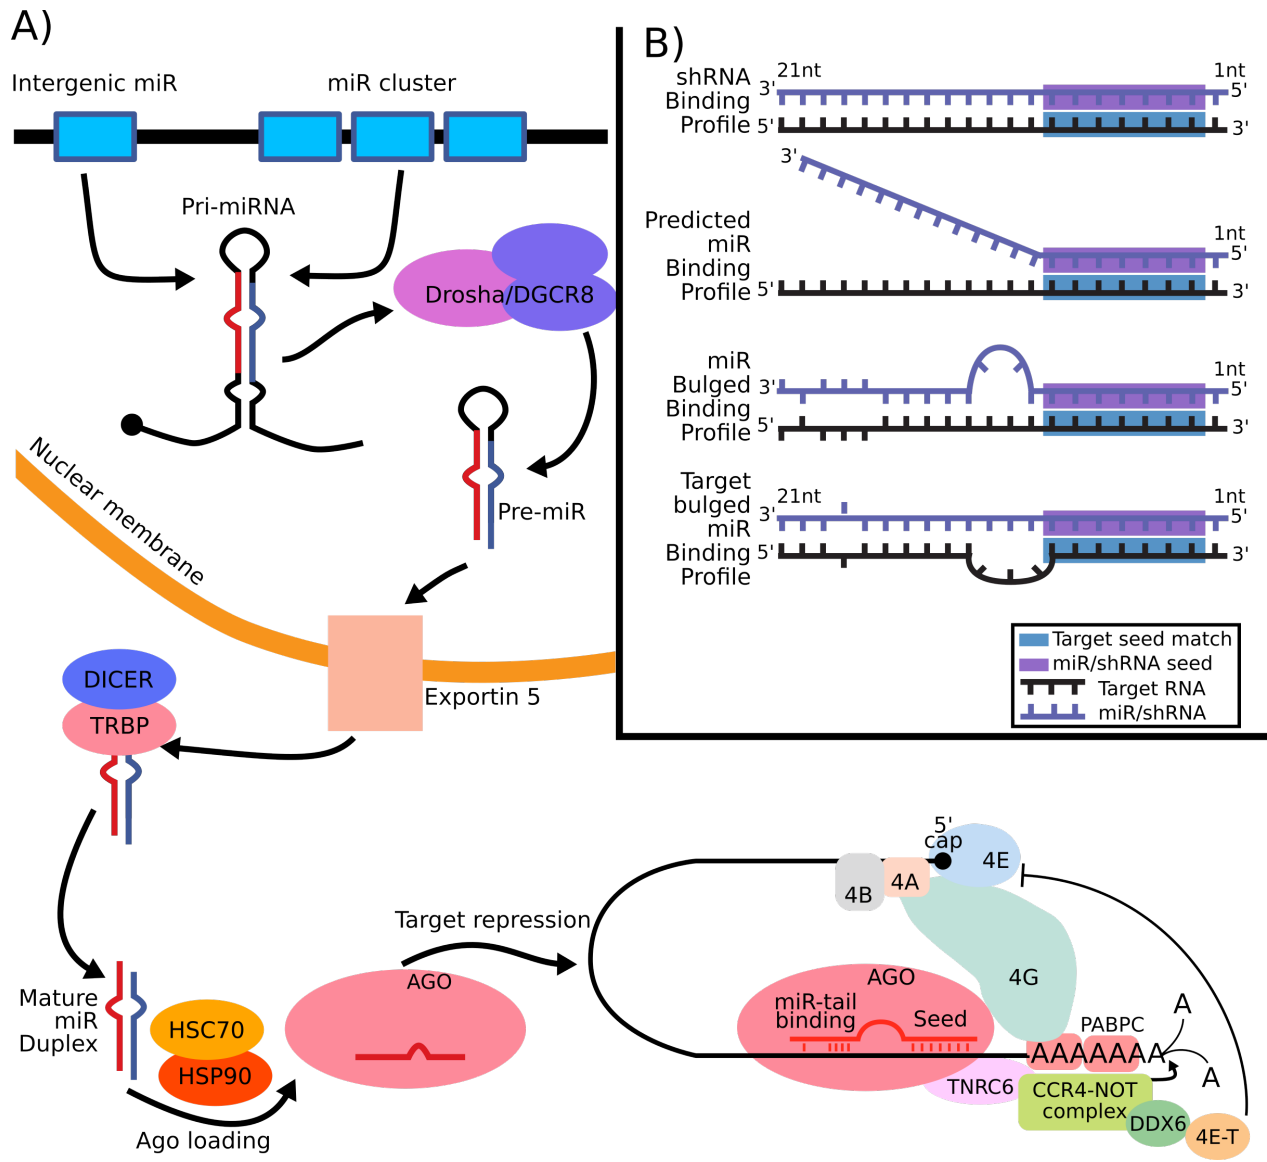 A)
Intergenic miR
miR cluster
Pri-miRNA
Drosha/DGCR8
Pre-miR
Nuclear membrane
Exportin 5
DICER
TRBP
Mature
miR
Duplex
HSC70
HSP90
Ago loading
AGO
Target repression
5'
cap
4E
4A
4B
4G
AGO
miR-tail
binding
Seed
PABPC
AAAAAAA
A
A
TNRC6
CCR4-NOT
complex
DDX6
4E-T
B)
shRNA
Binding
Profile
21nt
1nt
3'
5'
5'
3'
Predicted
miR
Binding
Profile
3'
1nt
5'
5'
3'
miR
Bulged
Binding
Profile
1nt
3'
5'
5'
3'
Target
bulged
miR
Binding
Profile
21nt
1nt
3'
5'
5'
3'
Target seed match
miR/shRNA seed
Target RNA
miR/shRNA